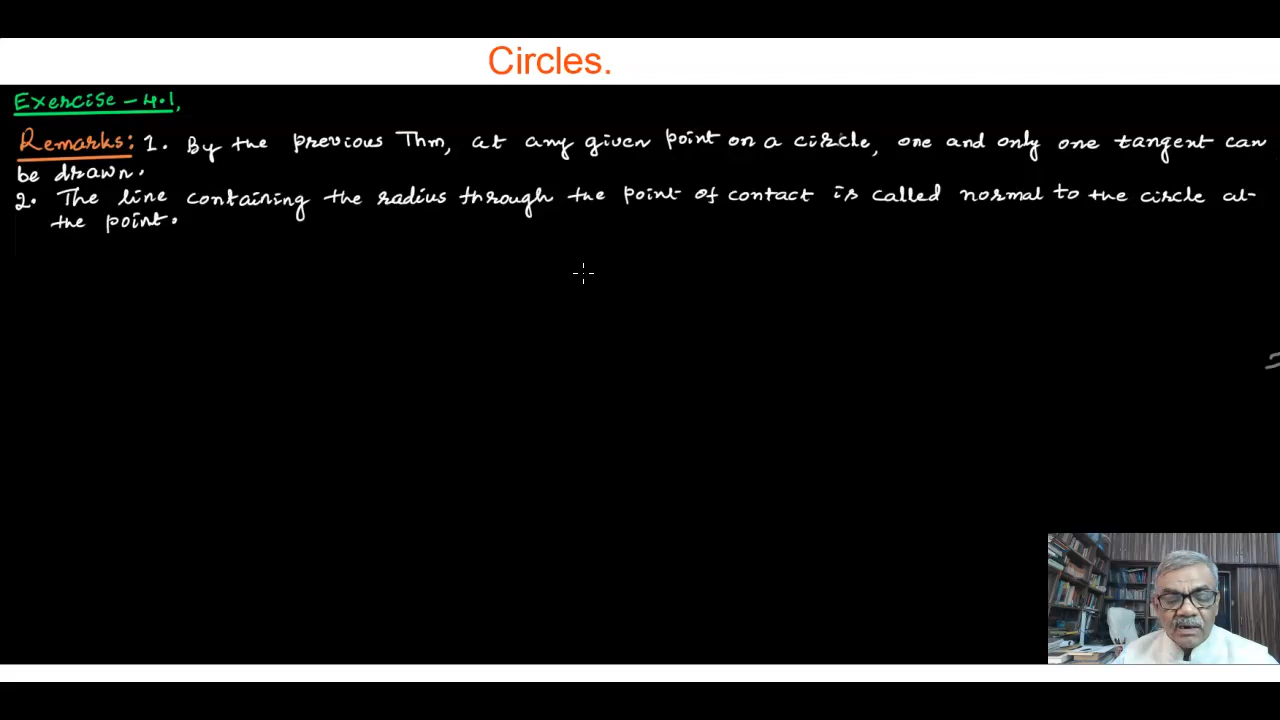 Circles.
Exercise - 4.1.
Remarks: 1. By the previous Thm, at any given point on a circle, one and only one tangent can
be drawn.
2. The line containing the radius through the point of contact is called normal to the circle at
the point.